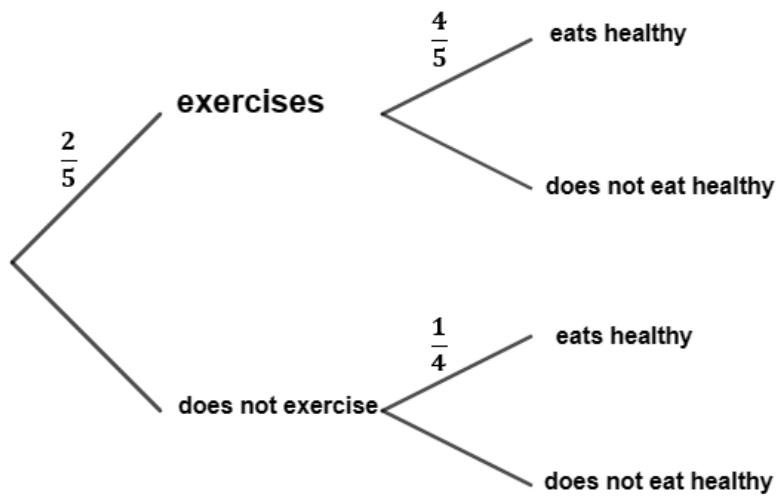 4
5
eats healthy
exercises
2
5
does not eat healthy
1
4
eats healthy
does not exercise
does not eat healthy